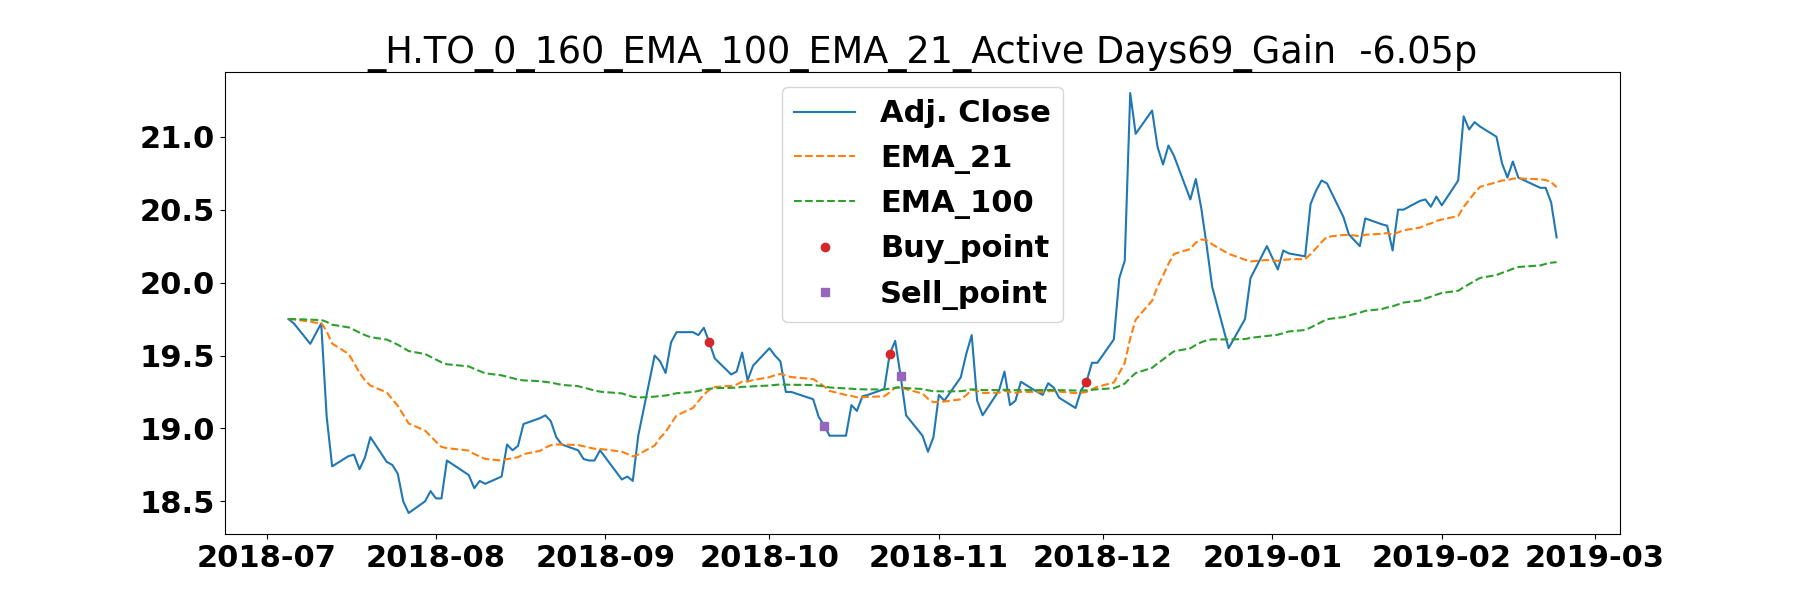 _H.TO_0_160_EMA_100_EMA_21_Active Days69_Gain  -6.05p
Adj. Close
EMA_21
EMA_100
Buy_point
Sell_point
21.0
20.5
20.0
19.5
19.0
18.5
2018-07 2018-08 2018-09 2018-10 2018-11 2018-12 2019-01 2019-02 2019-03